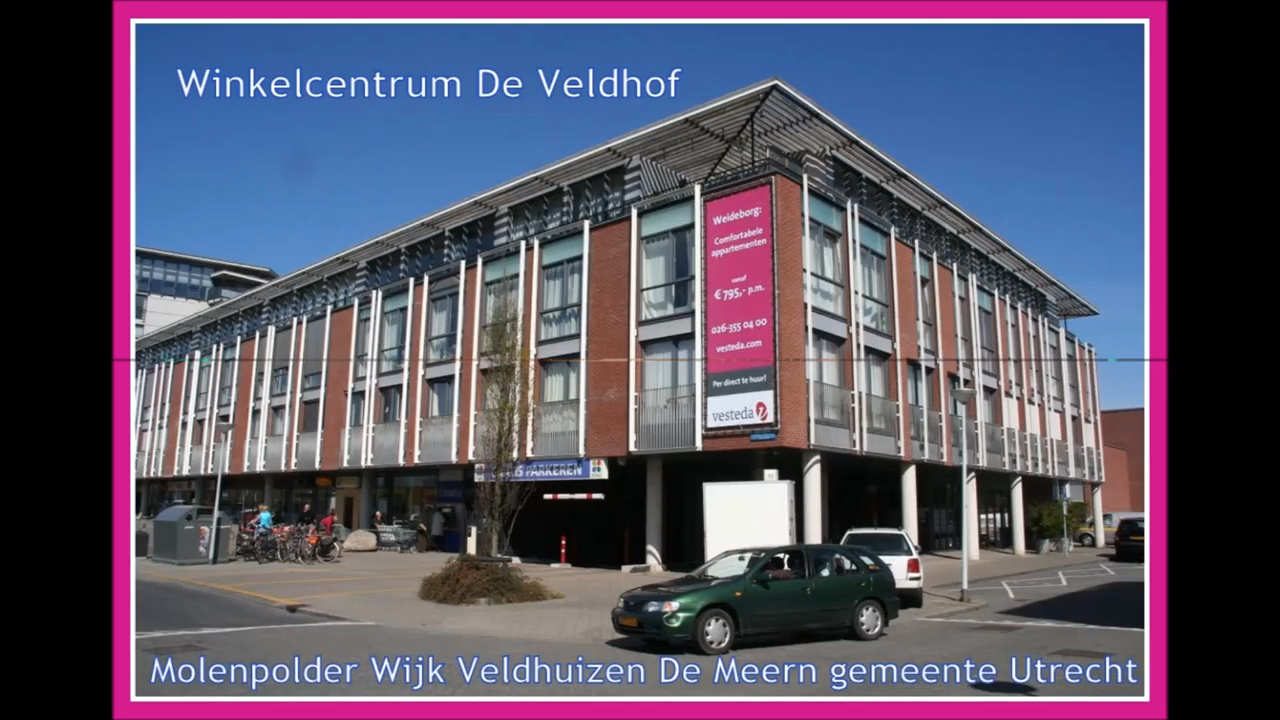 Winkelcentrum De Veldhof
Weideborg:
Comfortabele
appartementen
vanaf
€ 795,- p.m.
026-355 04 00
vesteda.com
Per direct te huur!
vesteda
PARKEREN
Molenpolder Wijk Veldhuizen De Meern gemeente Utrecht